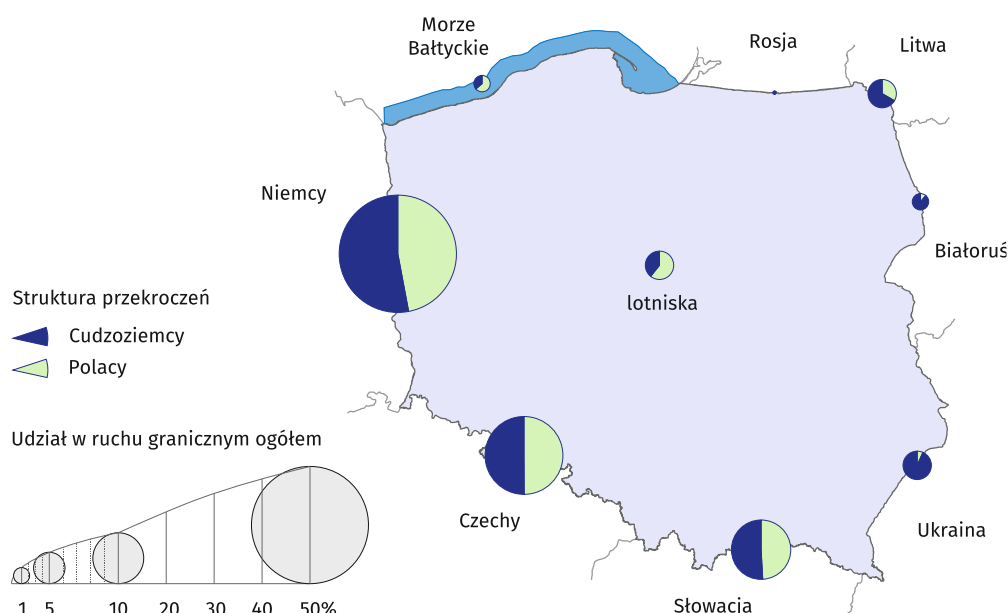 Morze
Bałtyckie
Rosja
Litwa
Niemcy
Białoruś
lotniska
Struktura przekroczeń
Cudzoziemcy
Polacy
Udział w ruchu granicznym ogółem
Czechy
Ukraina
Słowacja
1 5 10 20 30 40 50%